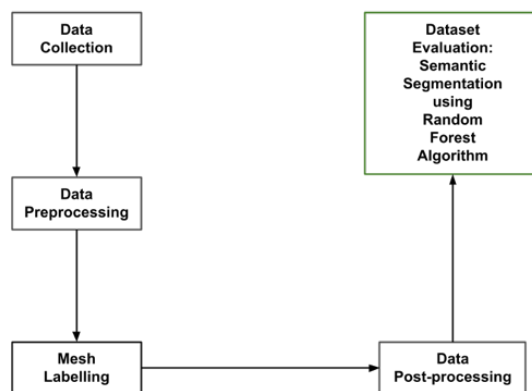 Data
Collection
Data
Preprocessing
Mesh
Labelling
Data
Post-processing
Dataset
Evaluation:
Semantic
Segmentation
using
Random
Forest
Algorithm